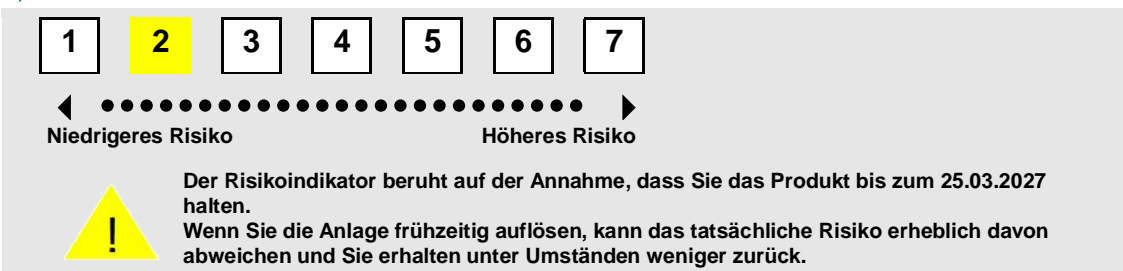 1 2 3 4 5 6 7
Niedrigeres Risiko Höheres Risiko
! Der Risikoindikator beruht auf der Annahme, dass Sie das Produkt bis zum 25.03.2027
halten.
Wenn Sie die Anlage frühzeitig auflösen, kann das tatsächliche Risiko erheblich davon
abweichen und Sie erhalten unter Umständen weniger zurück.